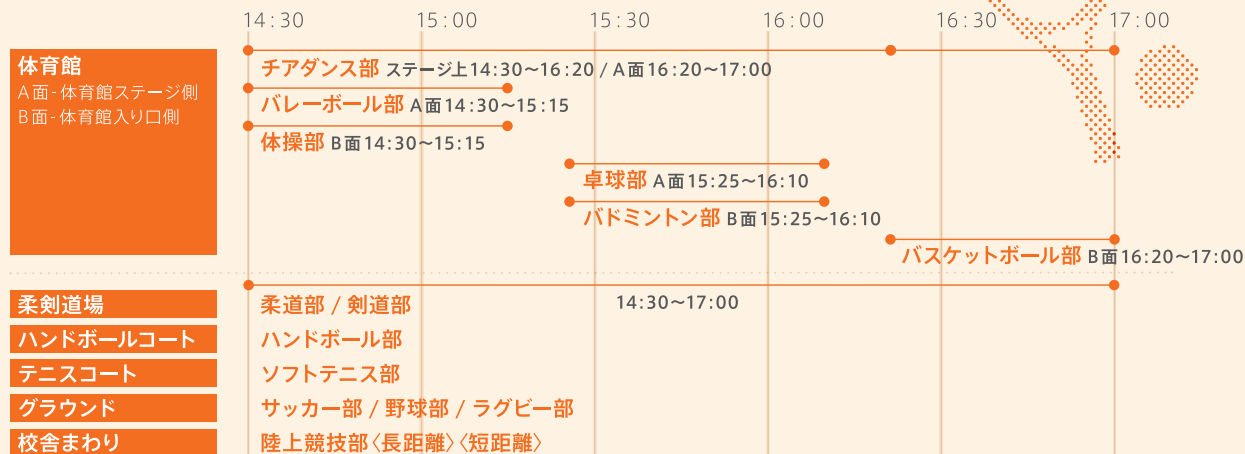 14:30 15:00 15:30 16:00 16:30 17:00
体育館
A面-体育館ステージ側
B面-体育館入り口側
チアダンス部 ステージ上14:30〜16:20 / A面16:20〜17:00
バレーボール部 A面14:30〜15:15
体操部 B面14:30〜15:15
卓球部 A面15:25〜16:10
バドミントン部 B面15:25〜16:10
バスケットボール部 B面16:20〜17:00
柔剣道場
柔道部 / 剣道部 14:30〜17:00
ハンドボールコート
ハンドボール部
テニスコート
ソフトテニス部
グラウンド
サッカー部 / 野球部 / ラグビー部
校舎まわり
陸上競技部〈長距離〉〈短距離〉